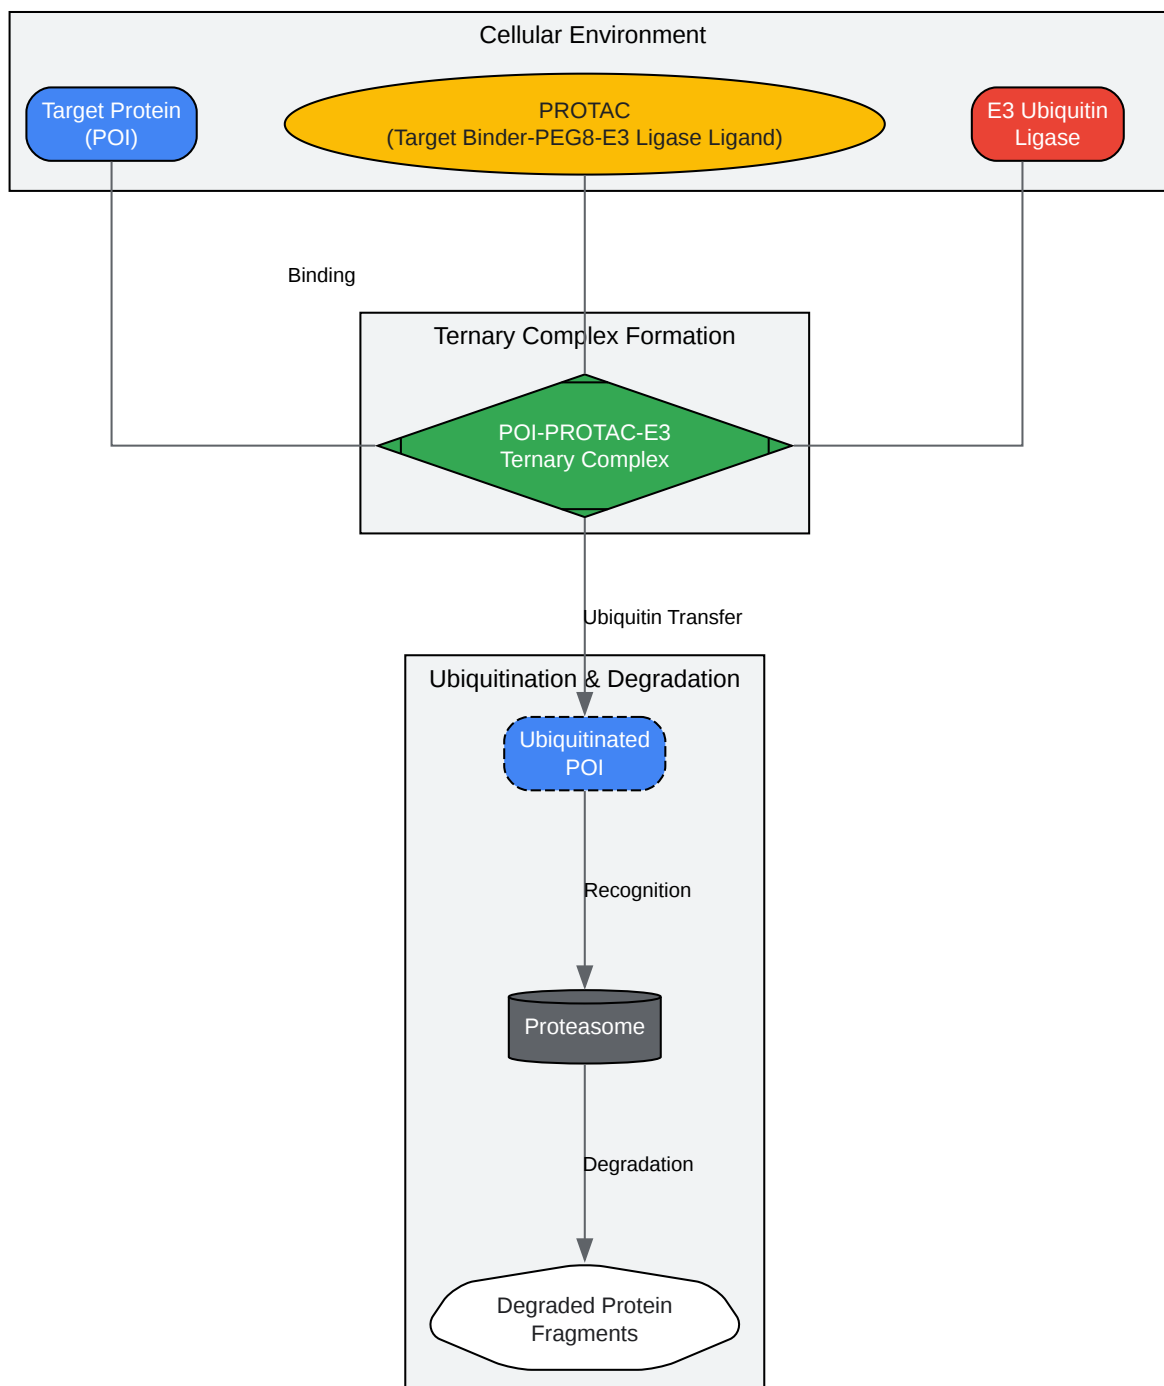 Cellular Environment
Target Protein
(POI)
PROTAC
(Target Binder-PEG8-E3 Ligase Ligand)
E3 Ubiquitin
Ligase
Binding
Ternary Complex Formation
POI-PROTAC-E3
Ternary Complex
Ubiquitin Transfer
Ubiquitination & Degradation
Ubiquitinated
POI
Recognition
Proteasome
Degradation
Degraded Protein
Fragments